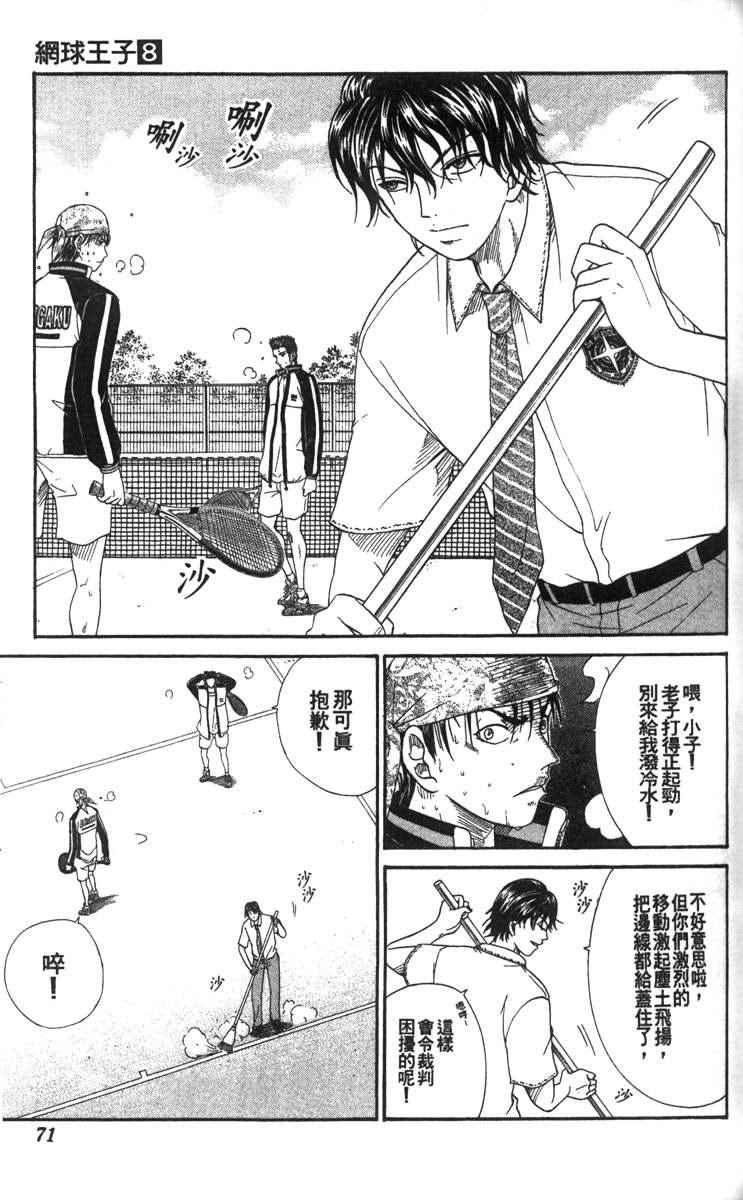 網球王子8
唰
沙
唰
沙
IGAKU
沙
喂，小子！
老子打得正起勁，
別來給我潑冷水！
那可真
抱歉！
沙
沙
沙
啐！
沙
沙
不好意思啦，
但你們激烈的
移動激起塵土飛揚，
把邊線都給蓋住了，
這樣
會令裁判
困擾的呢！
71